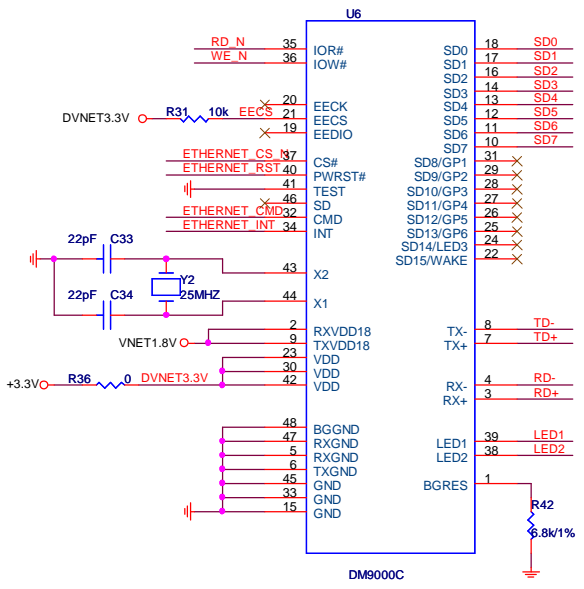 U6
RD_N 35 IOR# SD0 18 SD0
WE_N 36 IOW# SD1 17 SD1
SD2 16 SD2
SD3 14 SD3
20 EECK SD4 13 SD4
DVNET3.3V R31 10k EECS 21 EECS SD5 12 SD5
19 EEDIO SD6 11 SD6
SD7 10 SD7
ETHERNET_CS_N 37 CS# SD8/GP1 31
ETHERNET_RST 40 PWRST# SD9/GP2 29
41 TEST SD10/GP3 28
46 SD SD11/GP4 27
ETHERNET_CMD 32 CMD SD12/GP5 26
ETHERNET_INT 34 INT SD13/GP6 25
SD14/LED3 24
SD15/WAKE 22
22pF C33
43 X2
Y2
22pF C34 25MHZ
44 X1
2 RXVDD18 TX- 8 TD-
VNET1.8V 9 TXVDD18 TX+ 7 TD+
23 VDD
30 VDD
+3.3V R36 0 DVNET3.3V 42 VDD RX- 4 RD-
RX+ 3 RD+
48 BGGND
47 RXGND LED1 39 LED1
5 RXGND LED2 38 LED2
6 TXGND
45 GND BGRES 1
33 GND
15 GND
R42
6.8k/1%
DM9000C